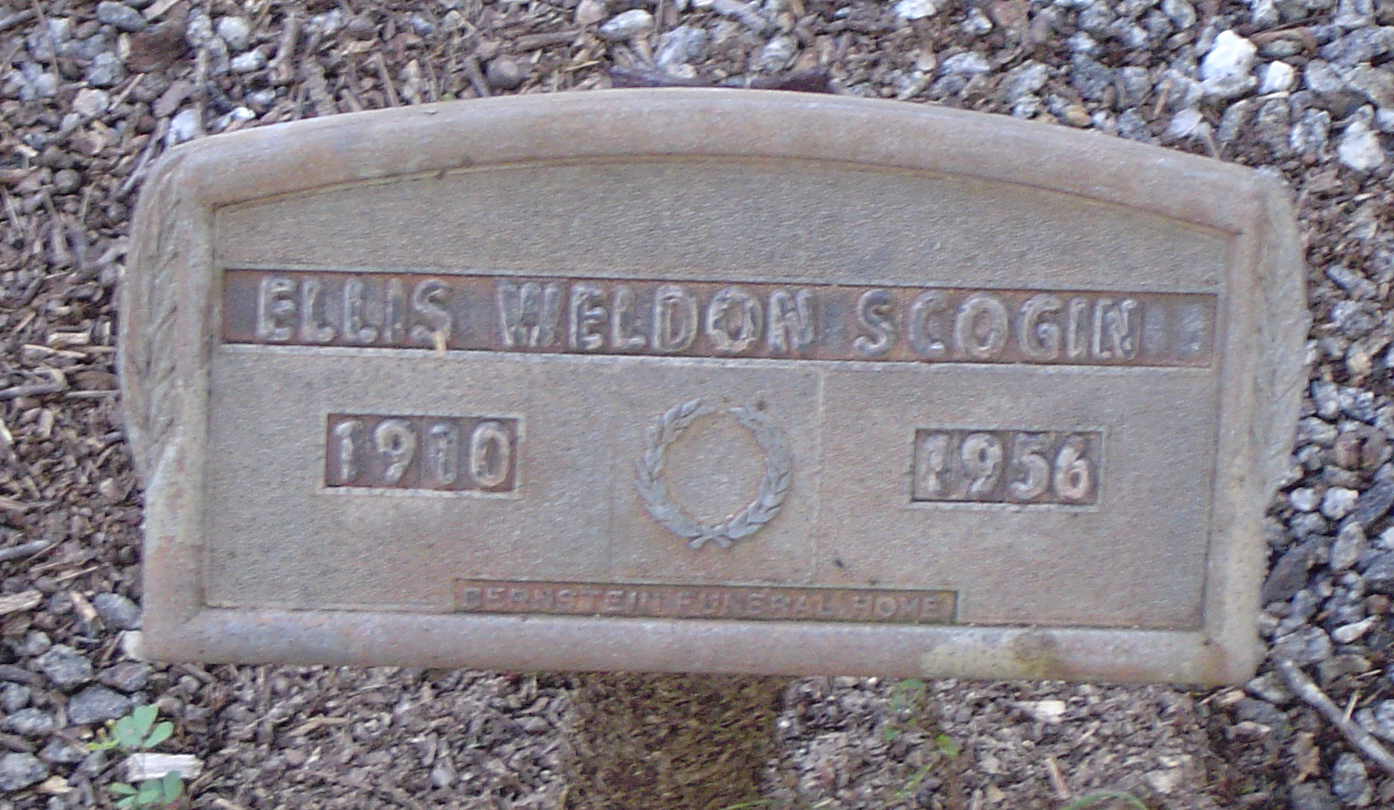 ELLIS WELDON SCOGIN
1910 1956
BERNSTEIN FUNERAL HOME